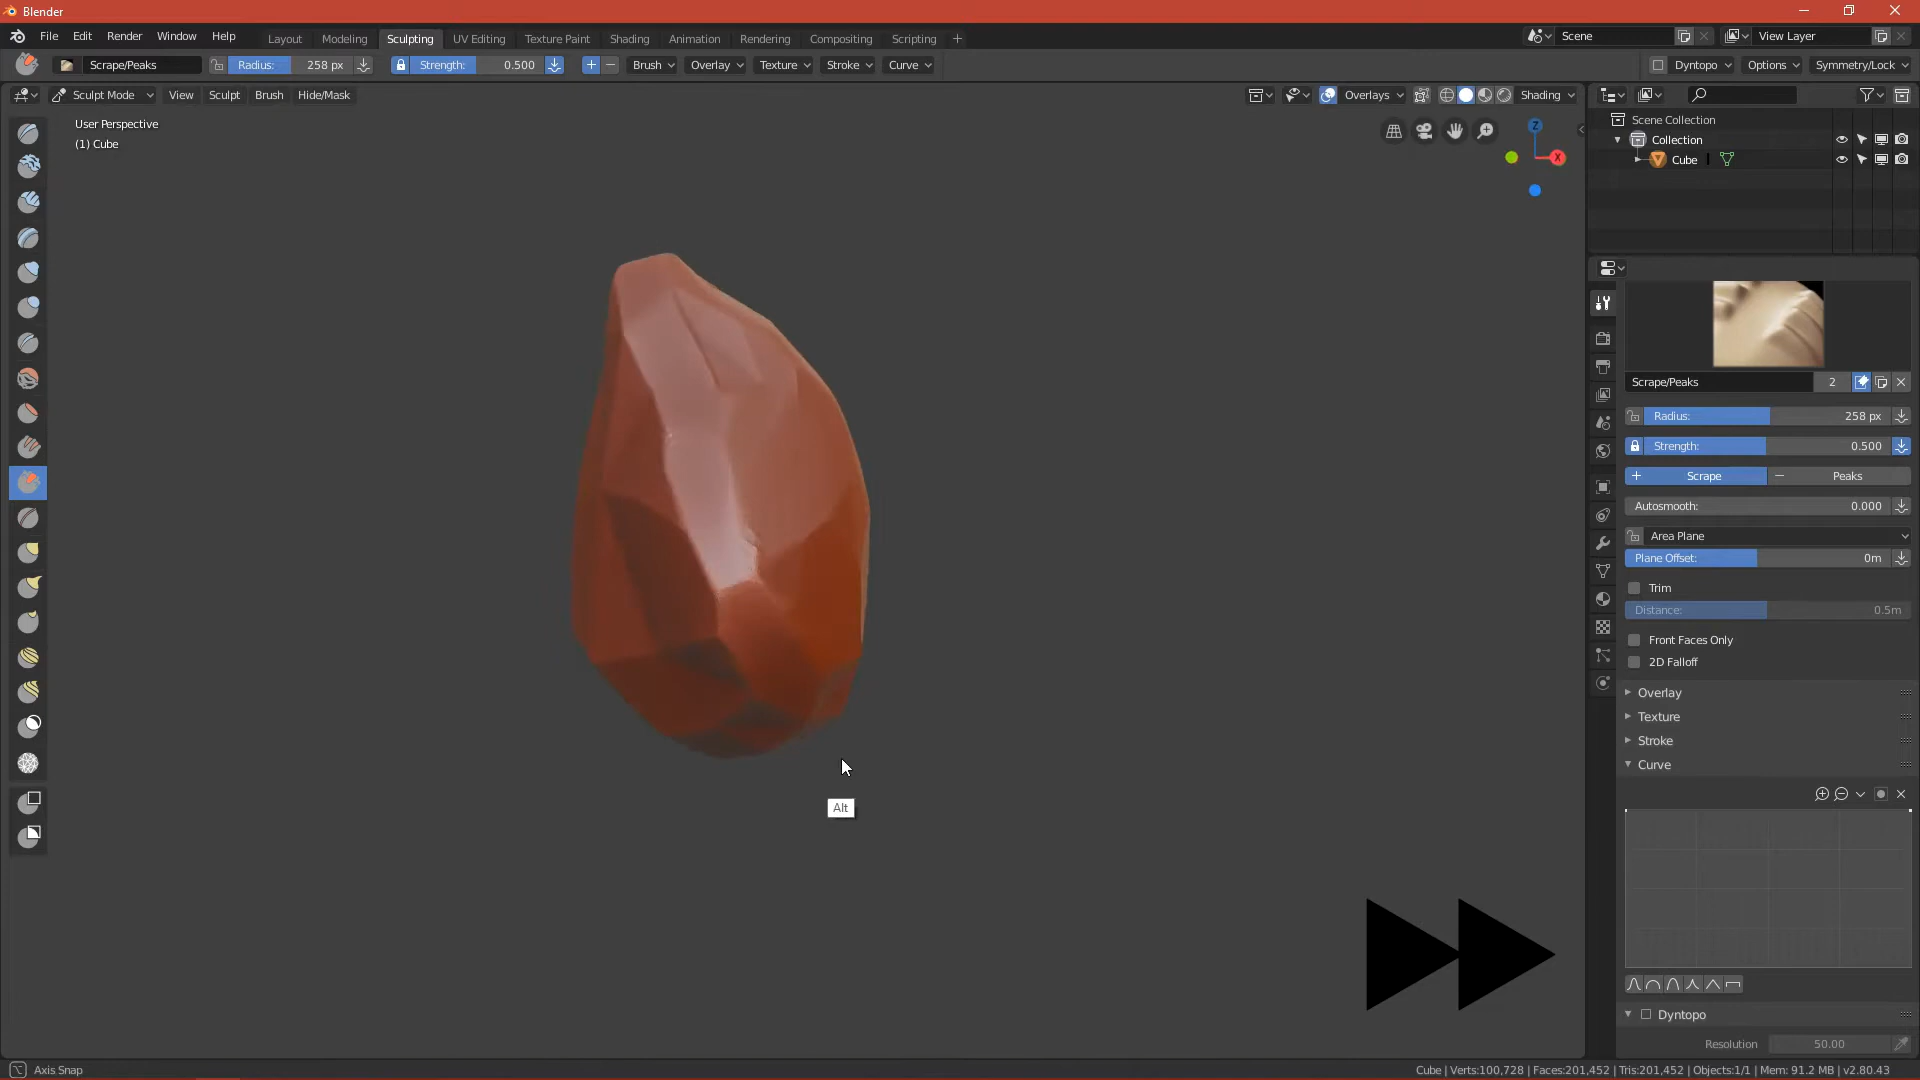 Blender
File Edit Render Window Help Layout Modeling Sculpting UV Editing Texture Paint Shading Animation Rendering Compositing Scripting + Scene View Layer
Scrape/Peaks Radius: 258 px Strength: 0.500 + − Brush Overlay Texture Stroke Curve Dyntopo Options Symmetry/Lock
Sculpt Mode View Sculpt Brush Hide/Mask Overlays Shading
User Perspective
(1) Cube
Z
X
Scene Collection
Collection
Cube
Scrape/Peaks 2
Radius: 258 px
Strength: 0.500
+ Scrape − Peaks
Autosmooth: 0.000
Area Plane
Plane Offset: 0m
Trim
Distance: 0.5m
Front Faces Only
2D Falloff
Overlay
Texture
Stroke
Curve
Dyntopo
Resolution 50.00
Alt
Axis Snap
Cube | Verts:100,728 | Faces:201,452 | Tris:201,452 | Objects:1/1 | Mem: 91.2 MB | v2.80.43